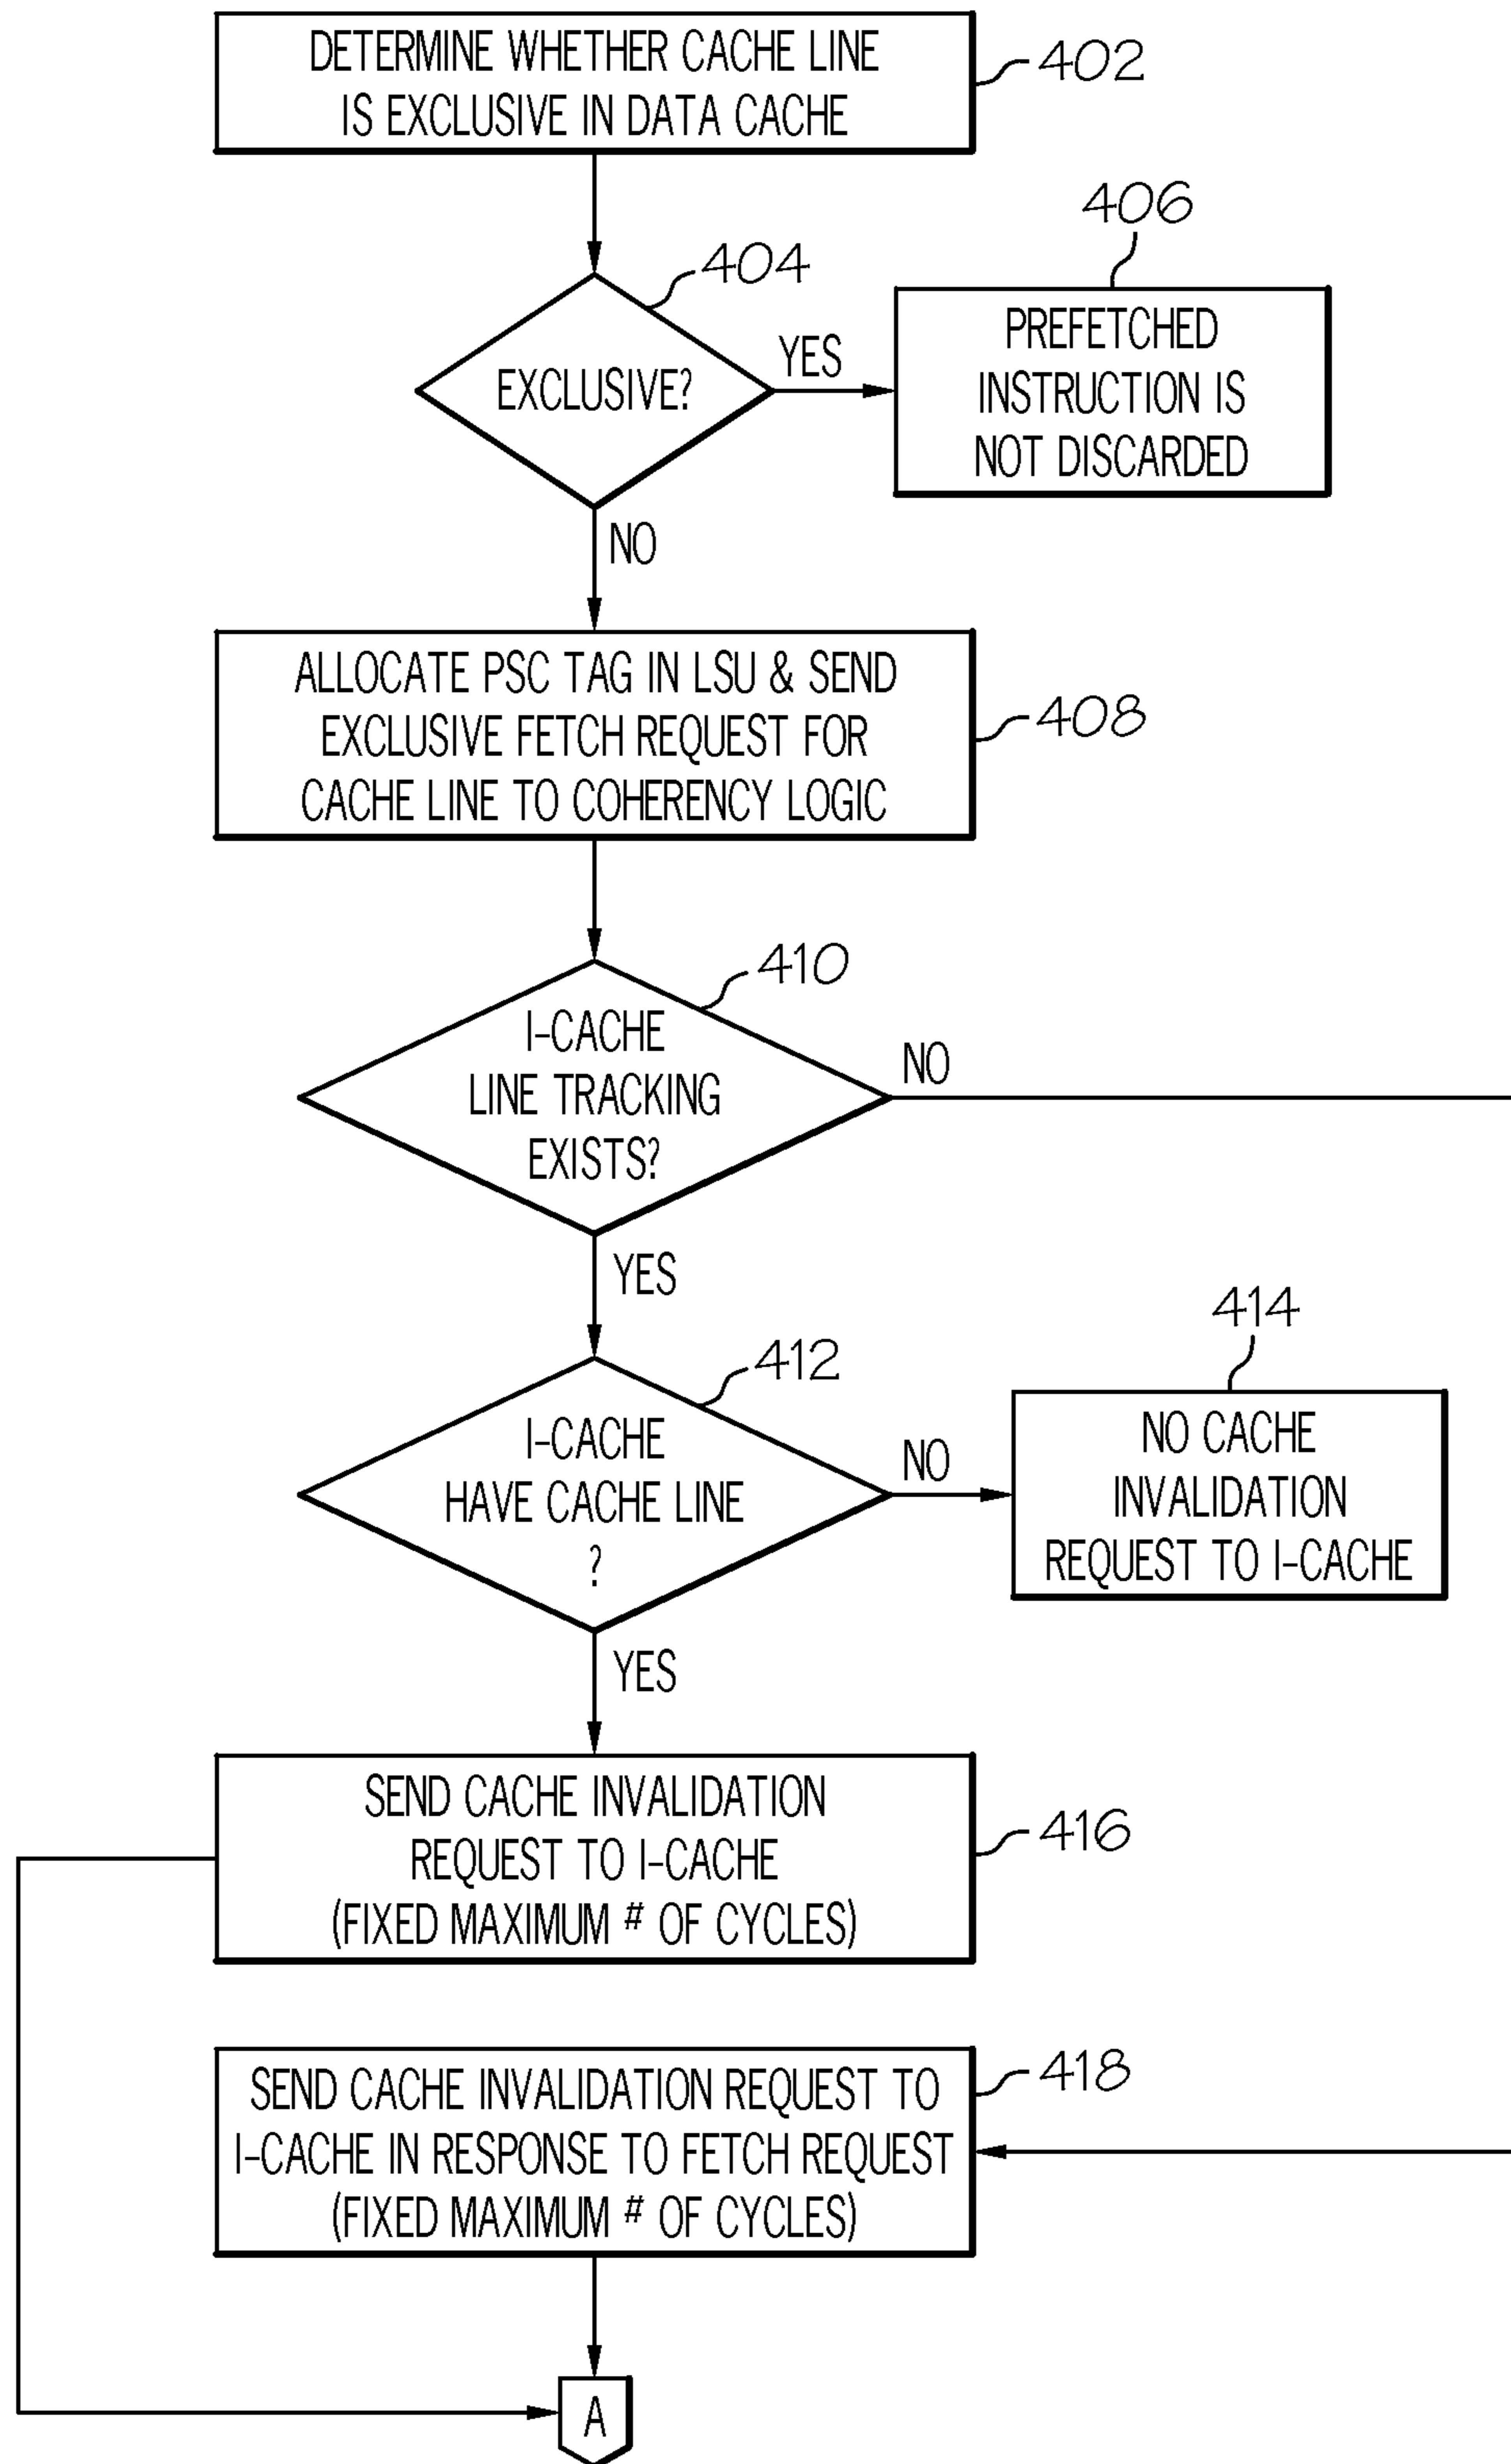 DETERMINE WHETHER CACHE LINE
IS EXCLUSIVE IN DATA CACHE
402
404
406
EXCLUSIVE?
YES
PREFETCHED
INSTRUCTION IS
NOT DISCARDED
NO
ALLOCATE PSC TAG IN LSU & SEND
EXCLUSIVE FETCH REQUEST FOR
CACHE LINE TO COHERENCY LOGIC
408
410
I-CACHE
LINE TRACKING
EXISTS?
NO
YES
412
414
I-CACHE
HAVE CACHE LINE
?
NO
NO CACHE
INVALIDATION
REQUEST TO I-CACHE
YES
SEND CACHE INVALIDATION
REQUEST TO I-CACHE
(FIXED MAXIMUM # OF CYCLES)
416
SEND CACHE INVALIDATION REQUEST TO
I-CACHE IN RESPONSE TO FETCH REQUEST
(FIXED MAXIMUM # OF CYCLES)
418
A